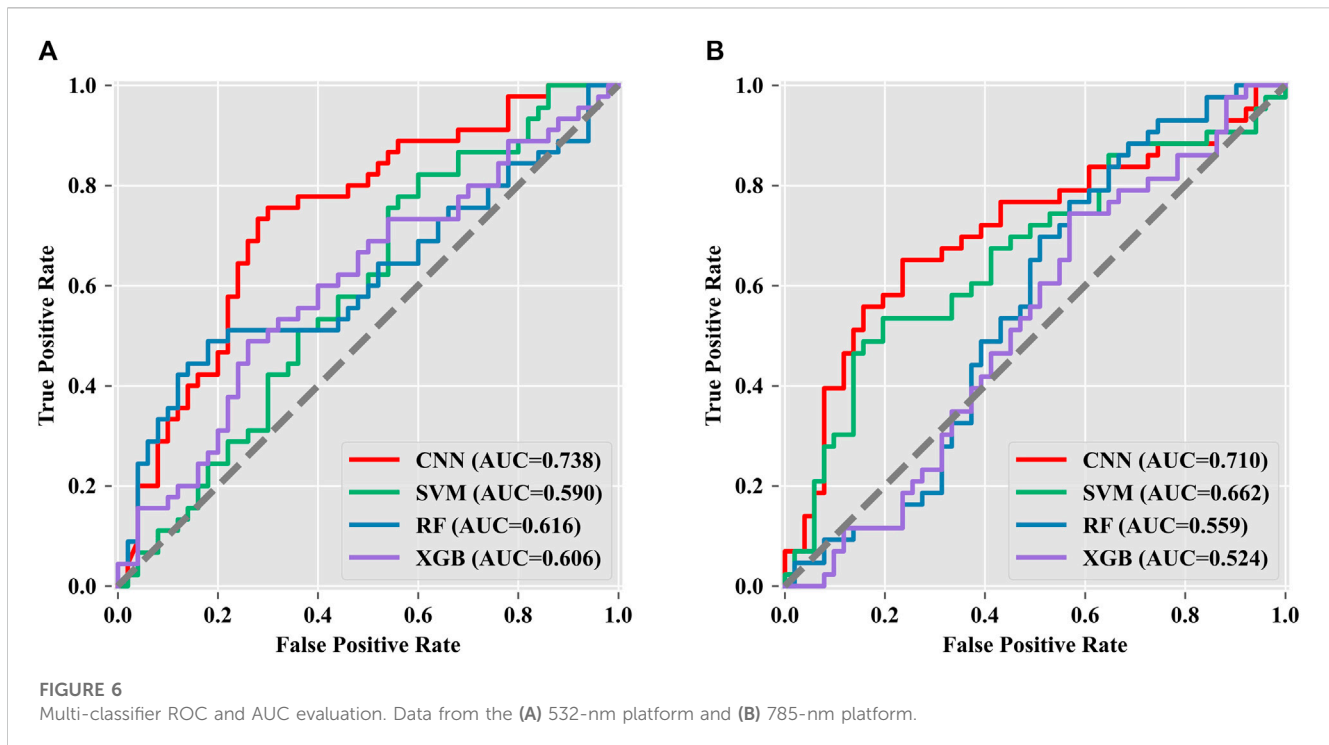 A
True Positive Rate
1.0
0.8
0.6
0.4
0.2
0.0
CNN (AUC=0.738)
SVM (AUC=0.590)
RF (AUC=0.616)
XGB (AUC=0.606)
0.0 0.2 0.4 0.6 0.8 1.0
False Positive Rate
B
True Positive Rate
1.0
0.8
0.6
0.4
0.2
0.0
CNN (AUC=0.710)
SVM (AUC=0.662)
RF (AUC=0.559)
XGB (AUC=0.524)
0.0 0.2 0.4 0.6 0.8 1.0
False Positive Rate
FIGURE 6
Multi-classifier ROC and AUC evaluation. Data from the (A) 532-nm platform and (B) 785-nm platform.